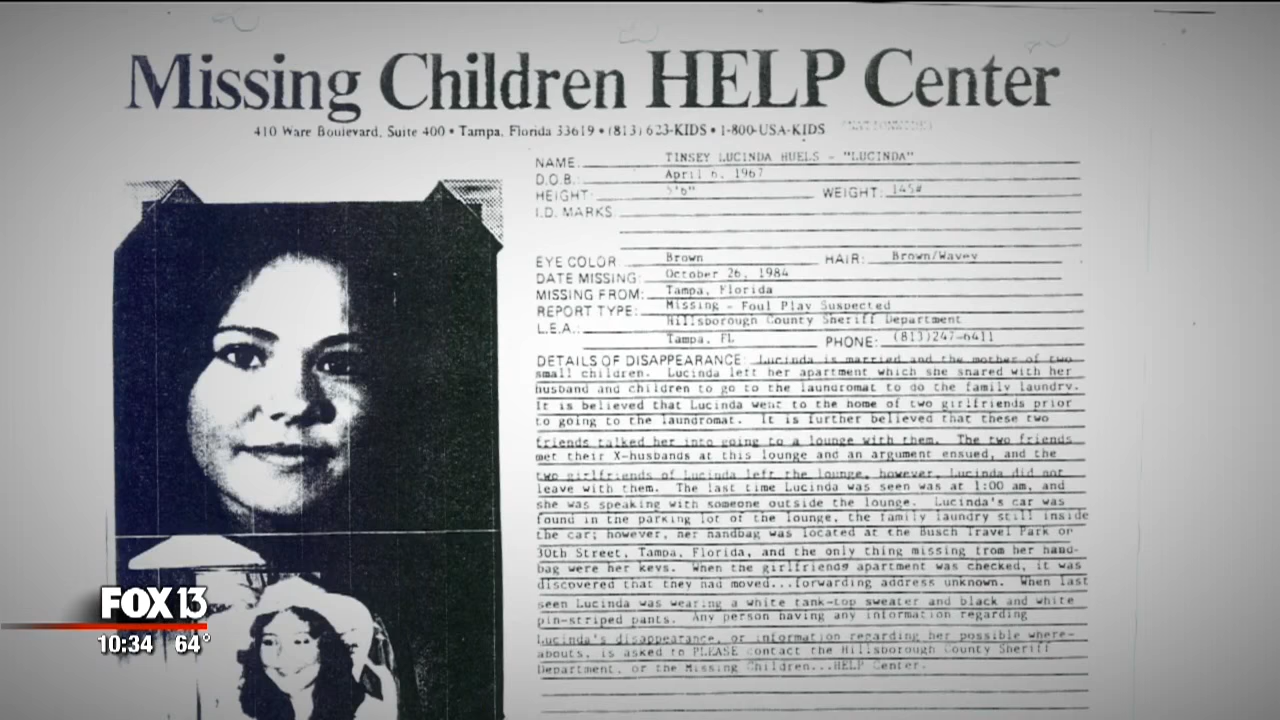 Missing Children HELP Center
410 Ware Boulevard, Suite 400 • Tampa, Florida 33619 • (813) 623-KIDS • 1-800-USA-KIDS
NAME: TINSEY LUCINDA HUELS - "LUCINDA"
D.O.B.: April 6, 1967
HEIGHT: 5'6" WEIGHT: 145#
I.D. MARKS
EYE COLOR Brown HAIR: Brown/Wavey
DATE MISSING: October 26, 1984
MISSING FROM: Tampa, Florida
REPORT TYPE: Missing - Foul Play Suspected
L.E.A.: Hillsborough County Sheriff Department
Tampa, FL PHONE: (813)247-6411
DETAILS OF DISAPPEARANCE: Lucinda is married and the mother of two
small children. Lucinda left her apartment which she shared with her
husband and children to go to the laundromat to do the family laundry.
It is believed that Lucinda went to the home of two girlfriends prior
to going to the laundromat. It is further believed that these two
friends talked her into going to a lounge with them. The two friends
met their X-husbands at this lounge and an argument ensued, and the
two girlfriends of Lucinda left the lounge, however, Lucinda did not
leave with them. The last time Lucinda was seen was at 1:00 am, and
she was speaking with someone outside the lounge. Lucinda's car was
found in the parking lot of the lounge, the family laundry still inside
the car; however, her handbag was located at the Busch Travel Park or
30th Street, Tampa, Florida, and the only thing missing from her hand-
bag were her keys. When the girlfriends apartment was checked, it was
discovered that they had moved...forwarding address unknown. When last
seen Lucinda was wearing a white tank-top sweater and black and white
pin-striped pants. Any person having any information regarding
Lucinda's disappearance, or information regarding her possible where-
abouts, is asked to PLEASE contact the Hillsborough County Sheriff
Department, or the Missing Children...HELP Center.
FOX 13
10:34 64°